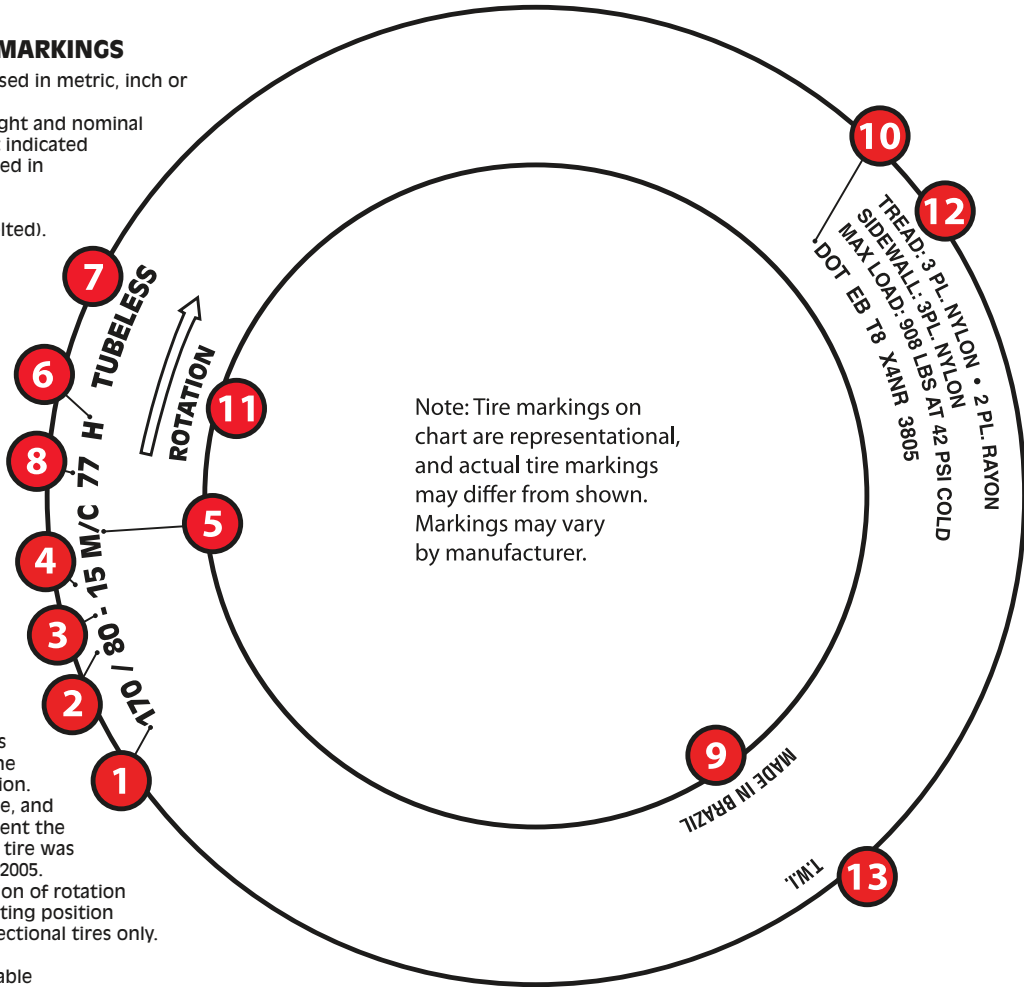 MARKINGS
sed in metric, inch or
ght and nominal
indicated
ed in
lted).
7
TUBELESS
6
H
8
77
ROTATION
11
5
M/C
4
15
-
3
80
/
2
170
1
10
12
TREAD: 3 PL. NYLON • 2 PL. RAYON
SIDEWALL: 3PL. NYLON
MAX LOAD: 908 LBS AT 42 PSI COLD
DOT EB T8 X4NR 3805
Note: Tire markings on
chart are representational,
and actual tire markings
may differ from shown.
Markings may vary
by manufacturer.
9
MADE IN BRAZIL
T.W.I.
13
s
ne
ion.
e, and
ent the
tire was
2005.
on of rotation
ting position
ectional tires only.
able